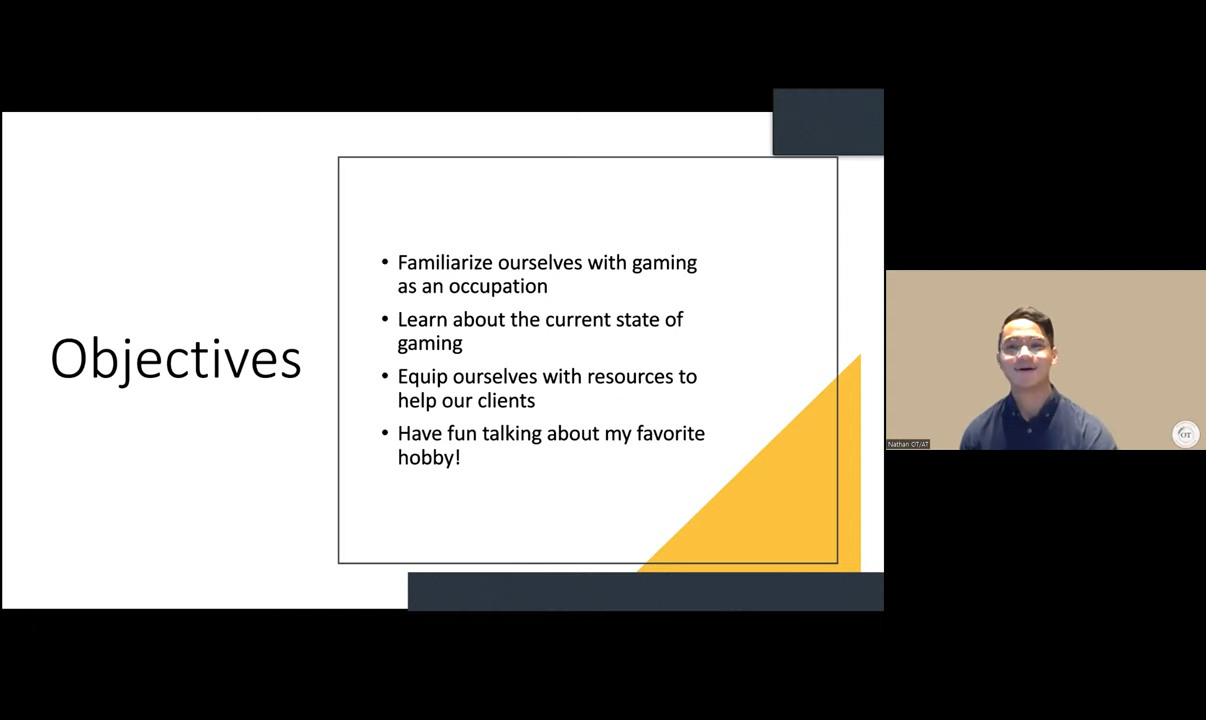 Objectives
• Familiarize ourselves with gaming
as an occupation
• Learn about the current state of
gaming
• Equip ourselves with resources to
help our clients
• Have fun talking about my favorite
hobby!
Nathan OT/AT
OT